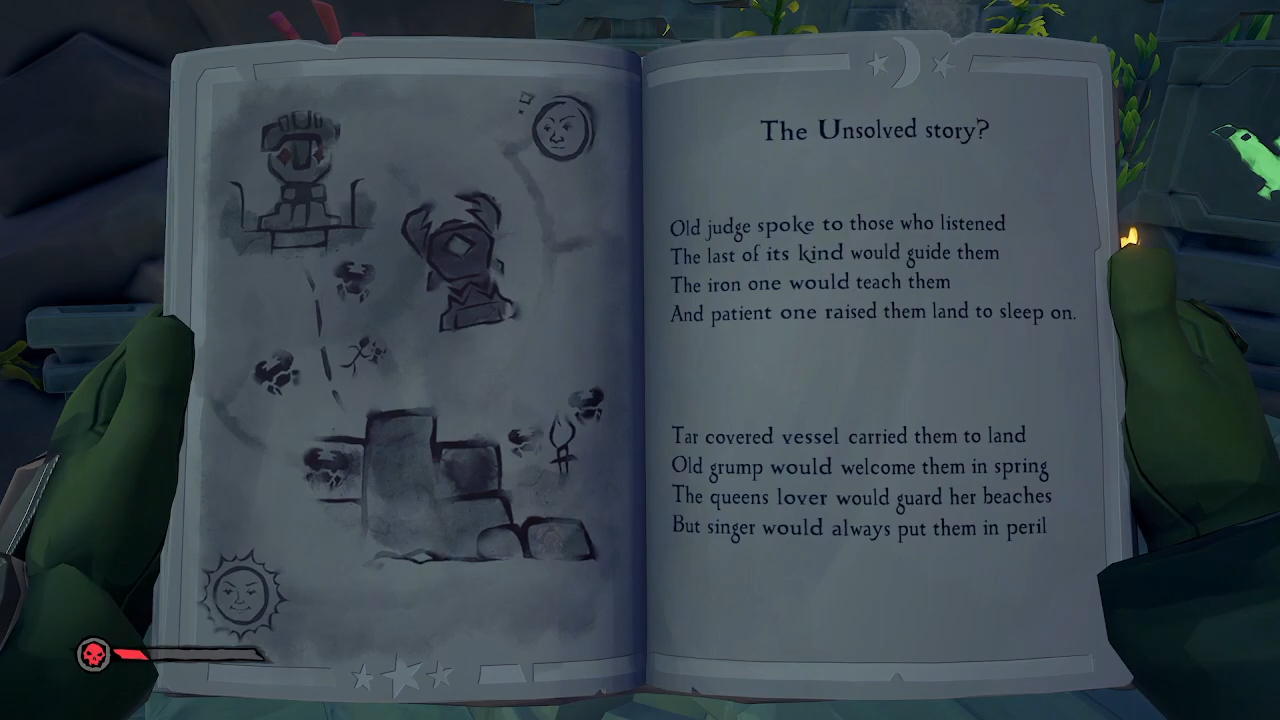 The Unsolved story?
Old judge spoke to those who listened
The last of its kind would guide them
The iron one would teach them
And patient one raised them land to sleep on.
Tar covered vessel carried them to land
Old grump would welcome them in spring
The queens lover would guard her beaches
But singer would always put them in peril